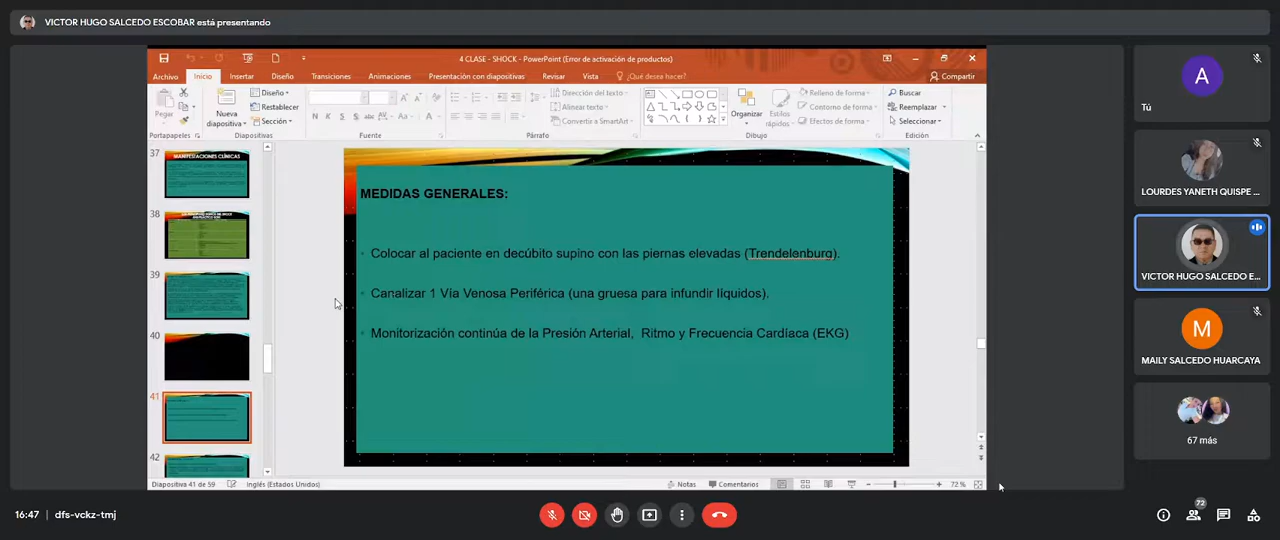 VICTOR HUGO SALCEDO ESCOBAR está presentando
4 CLASE - SHOCK - PowerPoint (Error de activación de productos)
Archivo Inicio Insertar Diseño Transiciones Animaciones Presentación con diapositivas Revisar Vista ¿Qué desea hacer? Compartir
Pegar
Nueva diapositiva
Diseño
Restablecer
Sección
N K S S abc AV Aa A
Dirección del texto
Alinear texto
Convertir a SmartArt
Organizar
Estilos rápidos
Relleno de forma
Contorno de forma
Efectos de forma
Buscar
Reemplazar
Seleccionar
Portapapeles Diapositivas Fuente Párrafo Dibujo Edición
37
MANIFESTACIONES CLÍNICAS
38
39
40
41
42
MEDIDAS GENERALES:
• Colocar al paciente en decúbito supino con las piernas elevadas (Trendelenburg).
• Canalizar 1 Vía Venosa Periférica (una gruesa para infundir líquidos).
• Monitorización continúa de la Presión Arterial, Ritmo y Frecuencia Cardíaca (EKG)
Diapositiva 41 de 59 Inglés (Estados Unidos) Notas Comentarios 72 %
A
Tú
LOURDES YANETH QUISPE ...
VICTOR HUGO SALCEDO E...
M
MAILY SALCEDO HUARCAYA
67 más
16:47 | dfs-vckz-tmj
72